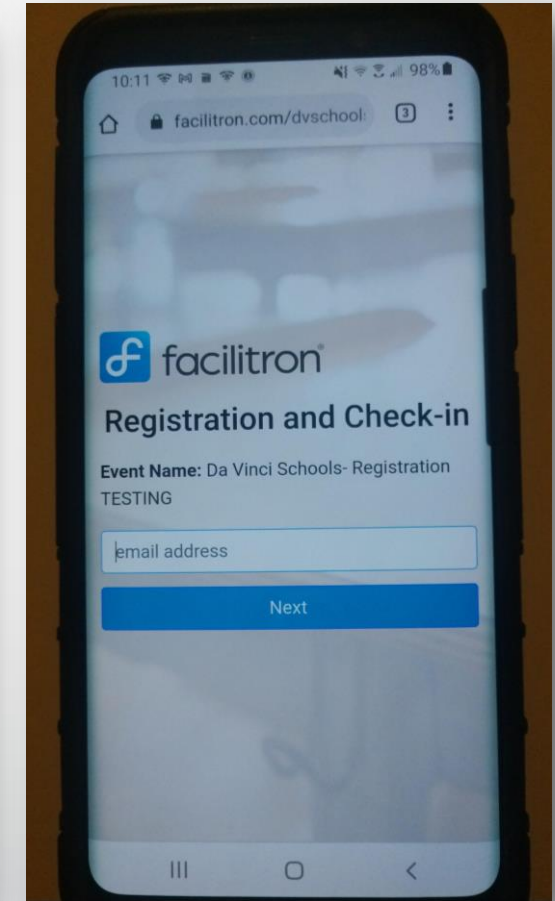 10:11 98%
facilitron.com/dvschool
3
facilitron
Registration and Check-in
Event Name: Da Vinci Schools- Registration
TESTING
email address
Next